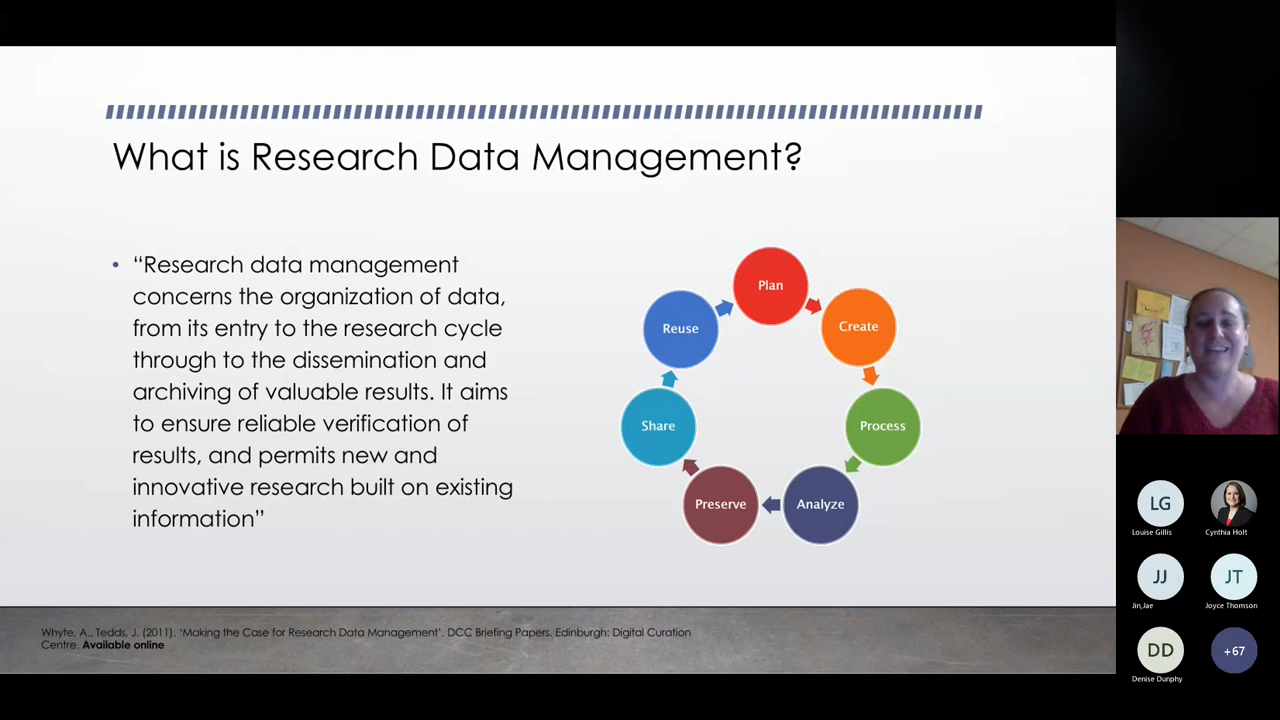 What is Research Data Management?
• “Research data management
concerns the organization of data,
from its entry to the research cycle
through to the dissemination and
archiving of valuable results. It aims
to ensure reliable verification of
results, and permits new and
innovative research built on existing
information”
Plan
Create
Process
Analyze
Preserve
Share
Reuse
Whyte, A., Tedds, J. (2011). ‘Making the Case for Research Data Management’. DCC Briefing Papers. Edinburgh: Digital Curation
Centre. Available online
LG
Louise Gillis
Cynthia Holt
JJ
Jin,Jae
JT
Joyce Thomson
DD
Denise Dunphy
+67